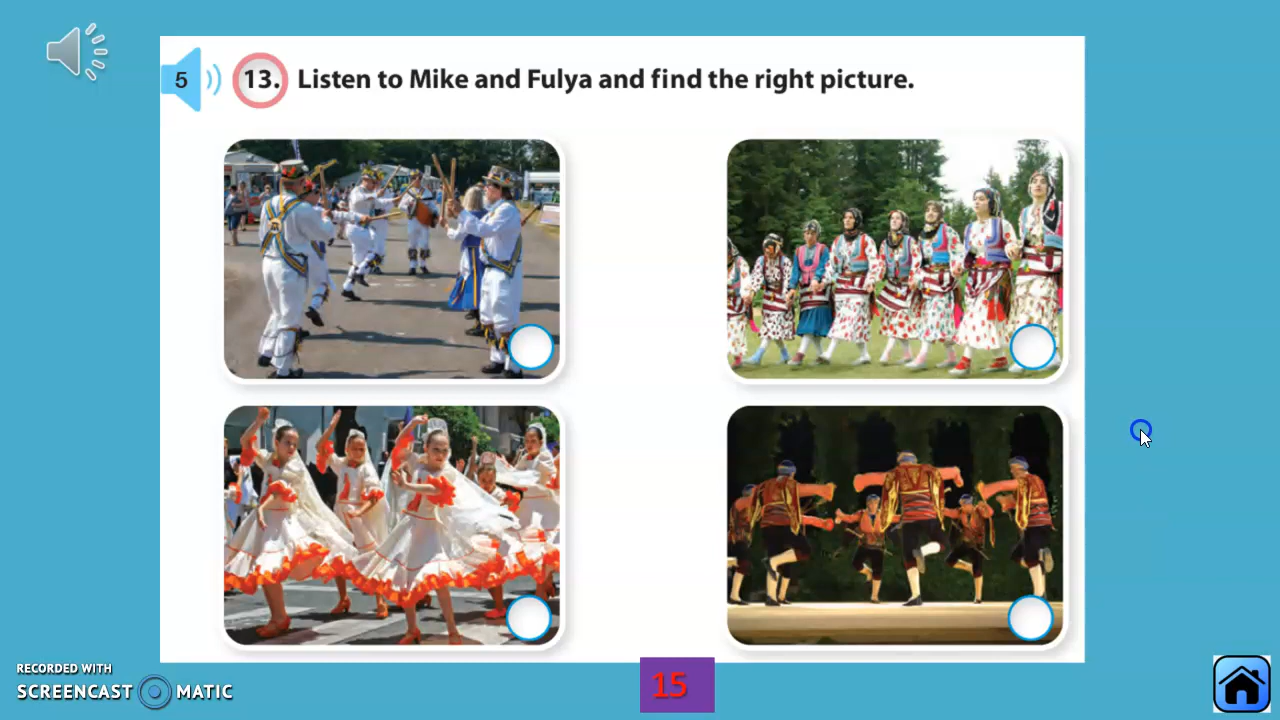 5 13. Listen to Mike and Fulya and find the right picture.
15
RECORDED WITH
SCREENCAST MATIC